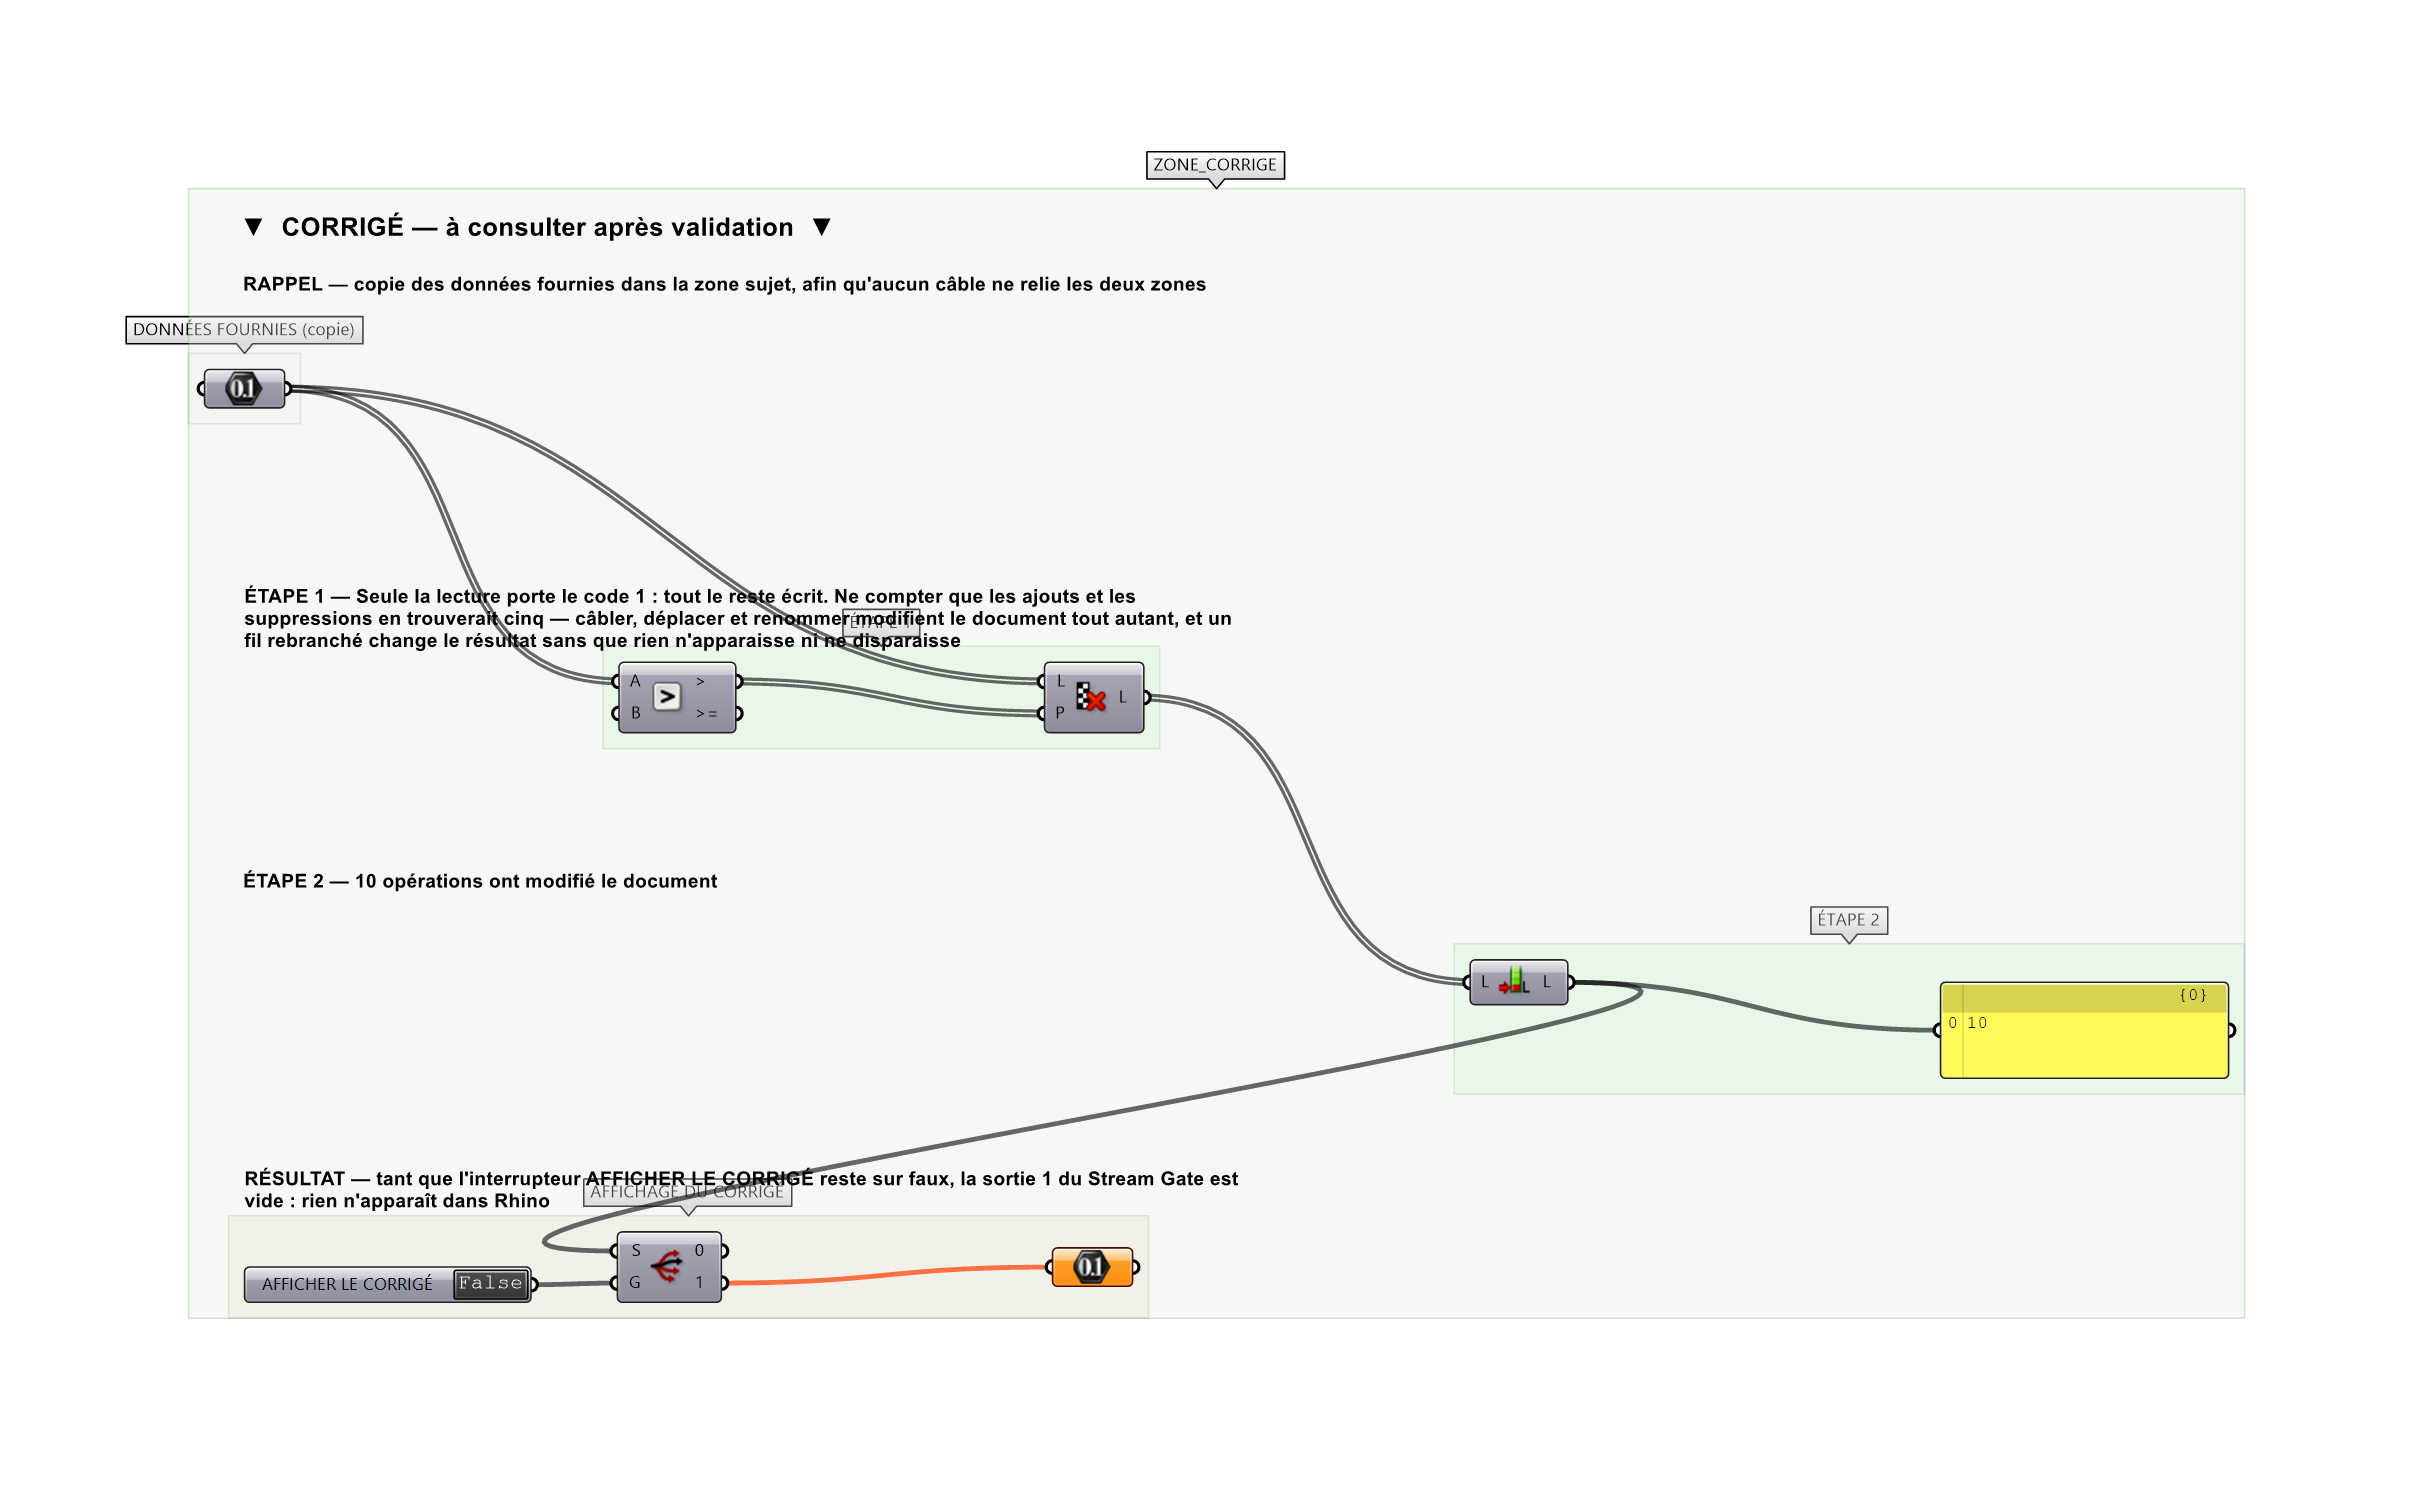 ZONE_CORRIGE
▼ CORRIGÉ — à consulter après validation ▼
RAPPEL — copie des données fournies dans la zone sujet, afin qu'aucun câble ne relie les deux zones
DONNÉES FOURNIES (copie)
0.1
ÉTAPE 1 — Seule la lecture porte le code 1 : tout le reste écrit. Ne compter que les ajouts et les
suppressions en trouverait cinq — câbler, déplacer et renommer modifient le document tout autant, et un
fil rebranché change le résultat sans que rien n'apparaisse ni ne disparaisse
ÉTAPE 1
A >
B >=
L
P
L
ÉTAPE 2 — 10 opérations ont modifié le document
ÉTAPE 2
L L
{0}
0 10
RÉSULTAT — tant que l'interrupteur AFFICHER LE CORRIGÉ reste sur faux, la sortie 1 du Stream Gate est
vide : rien n'apparaît dans Rhino
AFFICHAGE DU CORRIGÉ
S 0
G 1
AFFICHER LE CORRIGÉ False
0.1